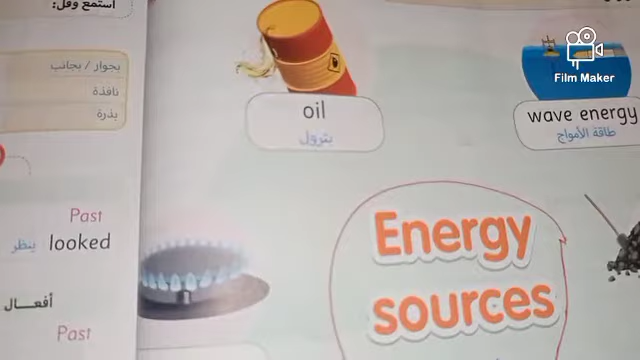 استمع وقل:
بجوار / بجانب
نافذة
بذرة
Past
looked ينظر
أفعال
Past
oil
بترول
Film Maker
wave energy
طاقة الأمواج
Energy
sources